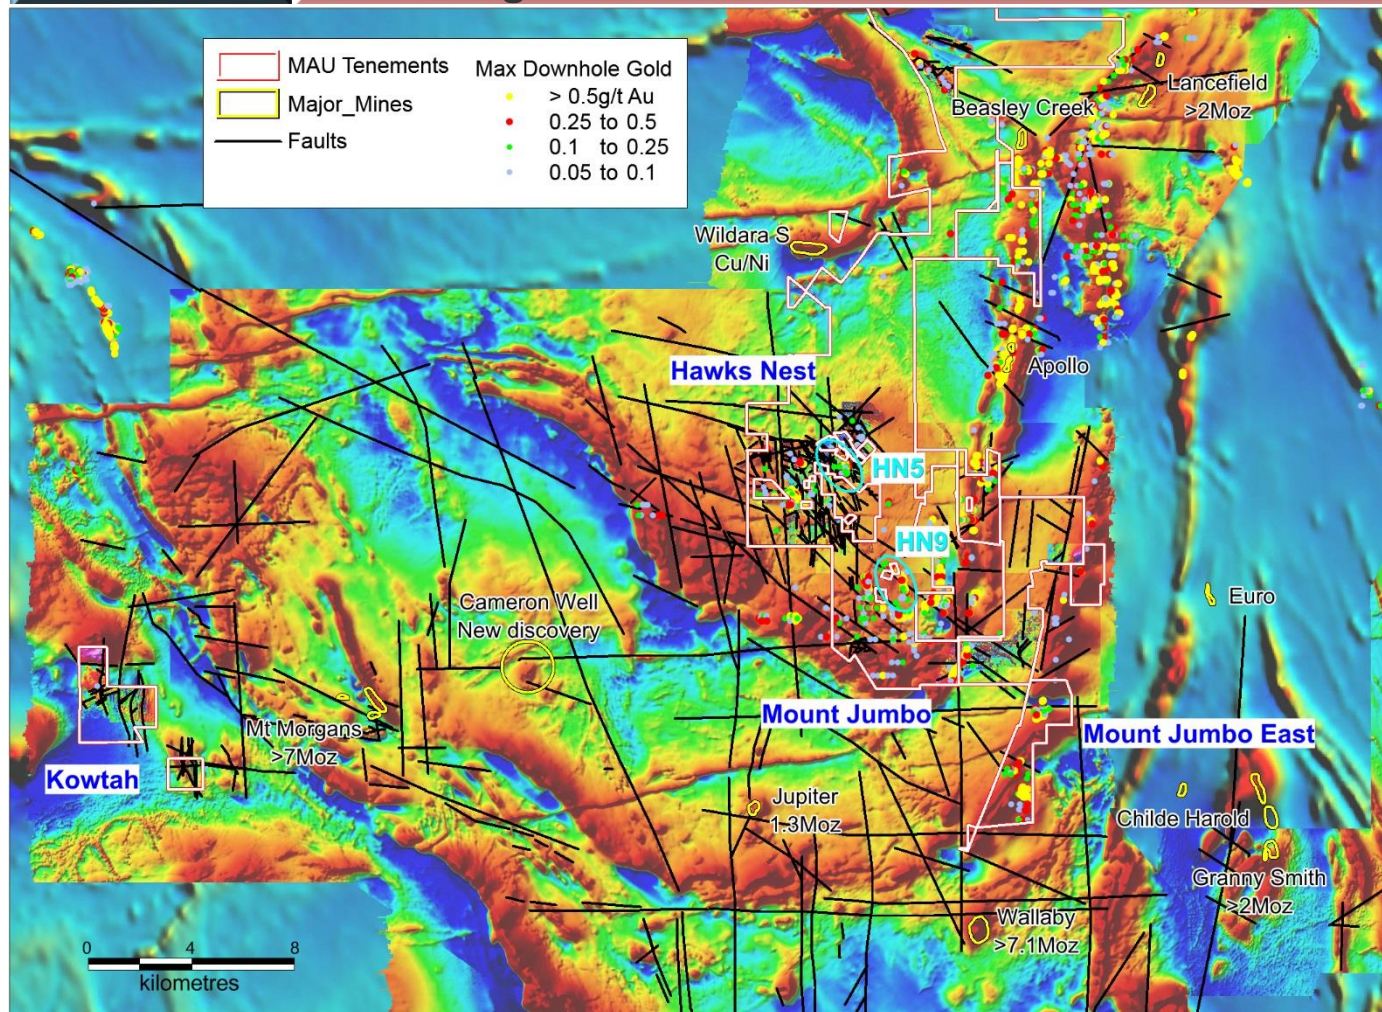 MAU Tenements
Major_Mines
Faults
Max Downhole Gold
> 0.5g/t Au
0.25 to 0.5
0.1 to 0.25
0.05 to 0.1
Lancefield
>2Moz
Beasley Creek
Wildara S
Cu/Ni
Hawks Nest
Apollo
HN5
HN9
Cameron Well
New discovery
Euro
Mt Morgans
>7Moz
Mount Jumbo
Mount Jumbo East
Kowtah
Jupiter
1.3Moz
Childe Harold
Granny Smith
>2Moz
Wallaby
>7.1Moz
0 4 8
kilometres